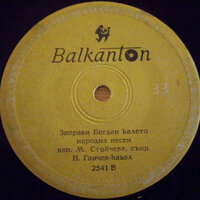 Balkanton
33
Заправи Богдан калето
народна песен
изп. М. Стойчева, съпр.
Н. Генчев-кавал
2541 Б